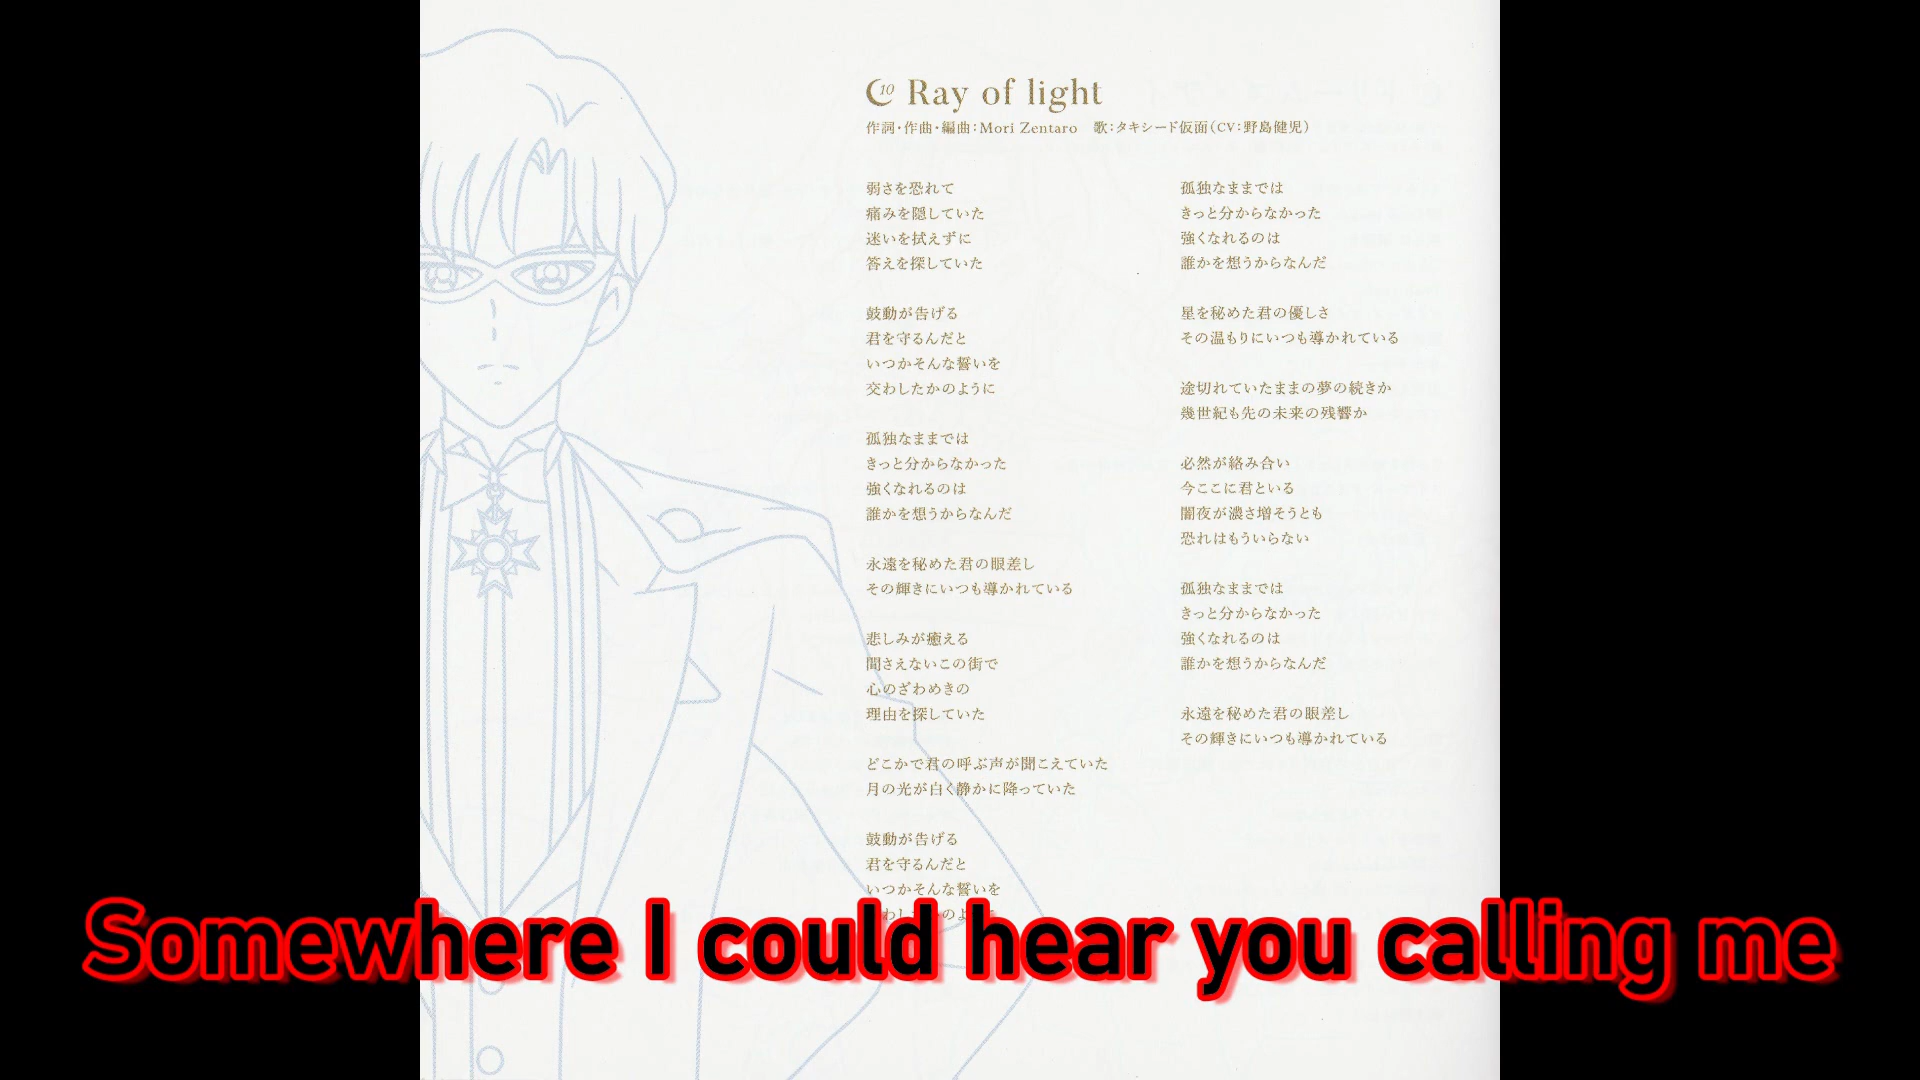 10 Ray of light
作詞・作曲・編曲：Mori Zentaro 歌：タキシード仮面（CV：野島健児）
弱さを恐れて
痛みを隠していた
迷いを拭えずに
答えを探していた
鼓動が告げる
君を守るんだと
いつかそんな誓いを
交わしたかのように
孤独なままでは
きっと分からなかった
強くなれるのは
誰かを想うからなんだ
永遠を秘めた君の眼差し
その輝きにいつも導かれている
悲しみが癒える
間さえないこの街で
心のざわめきの
理由を探していた
どこかで君の呼ぶ声が聞こえていた
月の光が白く静かに降っていた
鼓動が告げる
君を守るんだと
いつかそんな誓いを
わし のよ
孤独なままでは
きっと分からなかった
強くなれるのは
誰かを想うからなんだ
星を秘めた君の優しさ
その温もりにいつも導かれている
途切れていたままの夢の続きか
幾世紀も先の未来の残響か
必然が絡み合い
今ここに君といる
闇夜が濃さ増そうとも
恐れはもういらない
孤独なままでは
きっと分からなかった
強くなれるのは
誰かを想うからなんだ
永遠を秘めた君の眼差し
その輝きにいつも導かれている
Somewhere I could hear you calling me